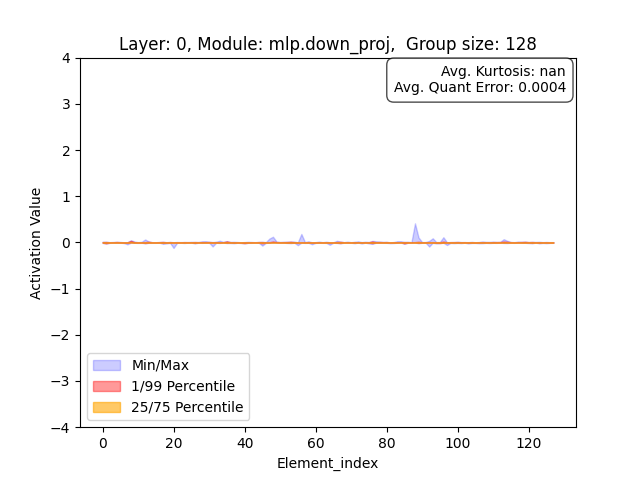 Layer: 0, Module: mlp.down_proj,  Group size: 128
Avg. Kurtosis: nan
Avg. Quant Error: 0.0004
4
3
2
1
0
−1
−2
−3
−4
Activation Value
Min/Max
1/99 Percentile
25/75 Percentile
0 20 40 60 80 100 120
Element_index